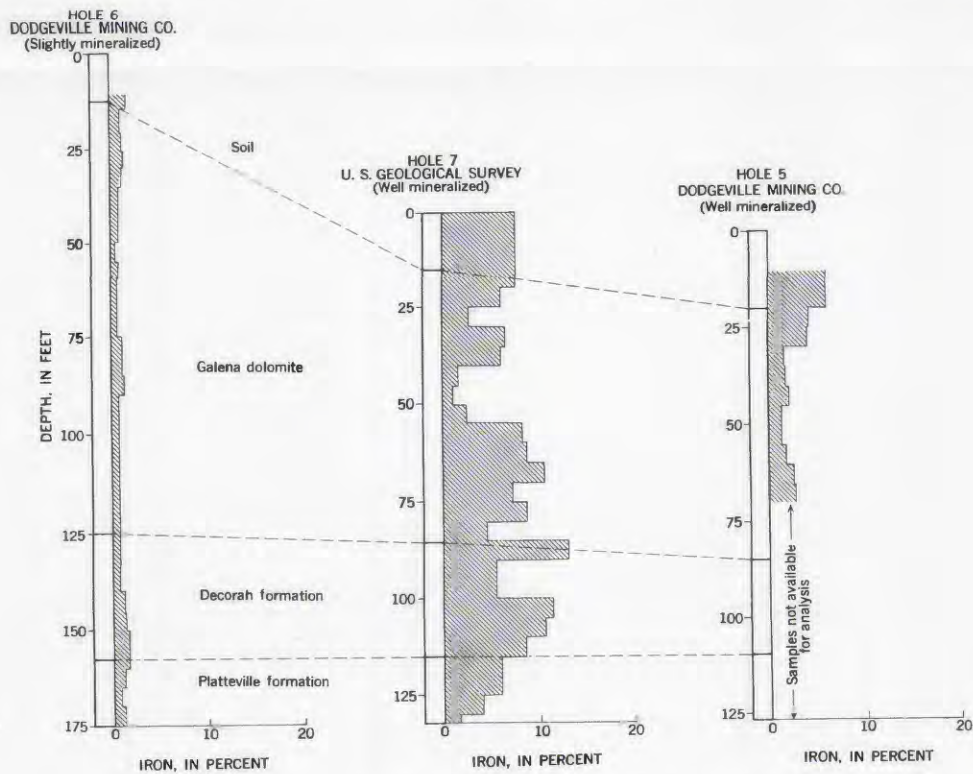 HOLE 6
DODGEVILLE MINING CO.
(Slightly mineralized)
0
25
50
75
100
125
150
175
DEPTH, IN FEET
0
10
20
IRON, IN PERCENT
Soil
Galena dolomite
Decorah formation
Platteville formation
HOLE 7
U. S. GEOLOGICAL SURVEY
(Well mineralized)
0
25
50
75
100
125
0
10
20
IRON, IN PERCENT
HOLE 5
DODGEVILLE MINING CO.
(Well mineralized)
0
25
50
75
100
125
Samples not available
for analysis
0
10
20
IRON, IN PERCENT